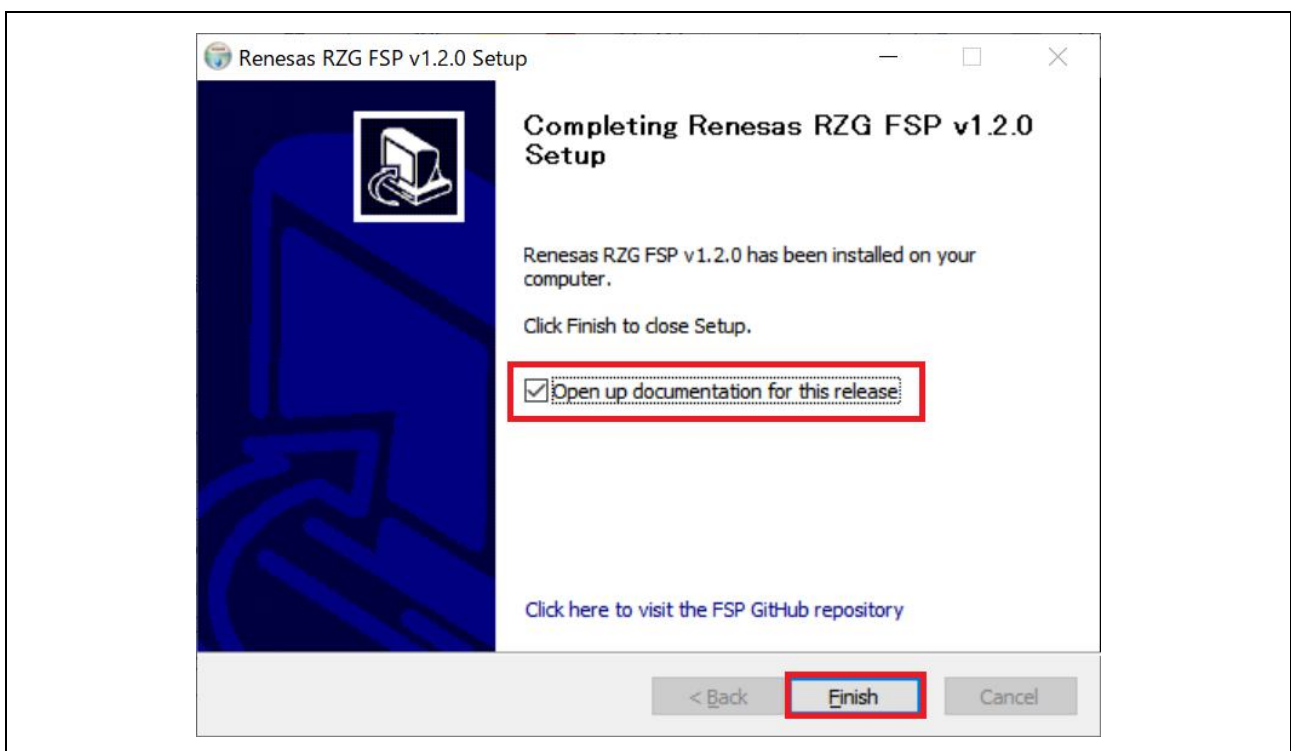 Renesas RZG FSP v1.2.0 Setup
Completing Renesas RZG FSP v1.2.0
Setup
Renesas RZG FSP v1.2.0 has been installed on your
computer.
Click Finish to close Setup.
Open up documentation for this release
Click here to visit the FSP GitHub repository
< Back
Finish
Cancel